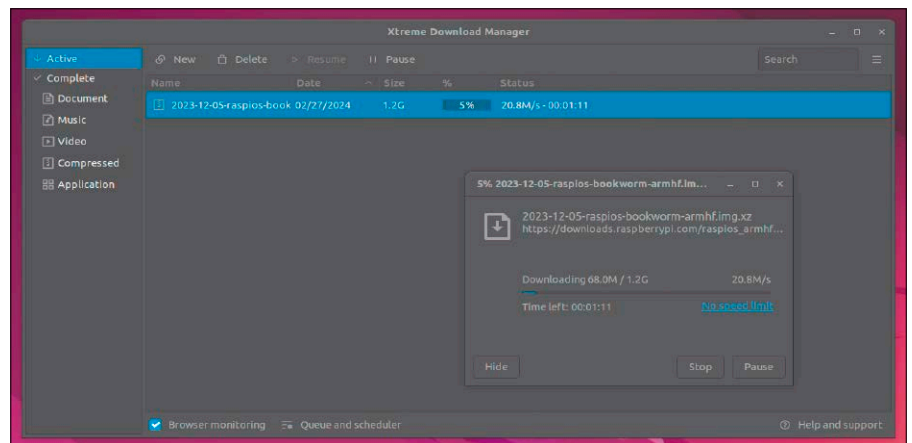 Xtreme Download Manager
Active
New Delete Resume Pause Search
Complete
Name Date Size % Status
Document
2023-12-05-raspios-book 02/27/2024 1.2G 5% 20.8M/s - 00:01:11
Music
Video
Compressed
Application
5% 2023-12-05-raspios-bookworm-armhf.im...
2023-12-05-raspios-bookworm-armhf.img.xz
https://downloads.raspberrypi.com/raspios_armhf...
Downloading 68.0M / 1.2G 20.8M/s
Time left: 00:01:11 No speed limit
Hide Stop Pause
Browser monitoring Queue and scheduler Help and support